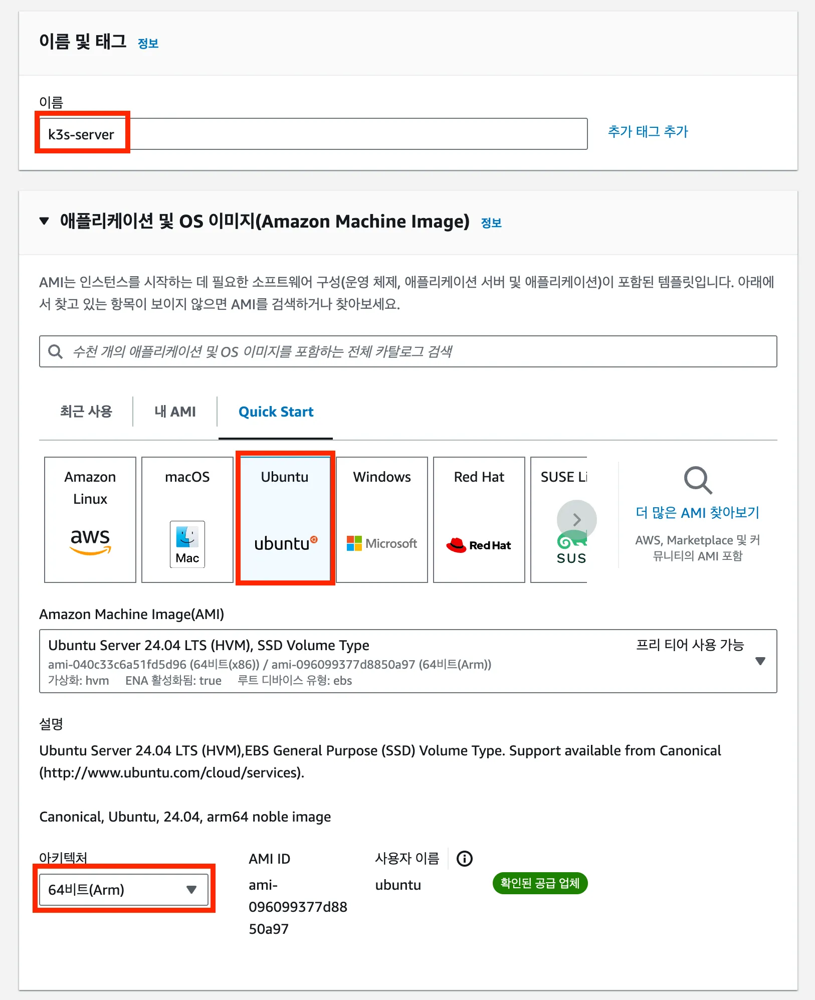 이름 및 태그 정보
이름
k3s-server
추가 태그 추가
애플리케이션 및 OS 이미지(Amazon Machine Image) 정보
AMI는 인스턴스를 시작하는 데 필요한 소프트웨어 구성(운영 체제, 애플리케이션 서버 및 애플리케이션)이 포함된 템플릿입니다. 아래에
서 찾고 있는 항목이 보이지 않으면 AMI를 검색하거나 찾아보세요.
수천 개의 애플리케이션 및 OS 이미지를 포함하는 전체 카탈로그 검색
최근 사용
내 AMI
Quick Start
Amazon
Linux
aws
macOS
Mac
Ubuntu
ubuntu
Windows
Microsoft
Red Hat
Red Hat
SUSE Li
SUS
더 많은 AMI 찾아보기
AWS, Marketplace 및 커
뮤니티의 AMI 포함
Amazon Machine Image(AMI)
Ubuntu Server 24.04 LTS (HVM), SSD Volume Type
프리 티어 사용 가능
ami-040c33c6a51fd5d96 (64비트(x86)) / ami-096099377d8850a97 (64비트(Arm))
가상화: hvm ENA 활성화됨: true 루트 디바이스 유형: ebs
설명
Ubuntu Server 24.04 LTS (HVM),EBS General Purpose (SSD) Volume Type. Support available from Canonical
(http://www.ubuntu.com/cloud/services).
Canonical, Ubuntu, 24.04, arm64 noble image
아키텍처
64비트(Arm)
AMI ID
ami-
096099377d88
50a97
사용자 이름
ubuntu
확인된 공급 업체